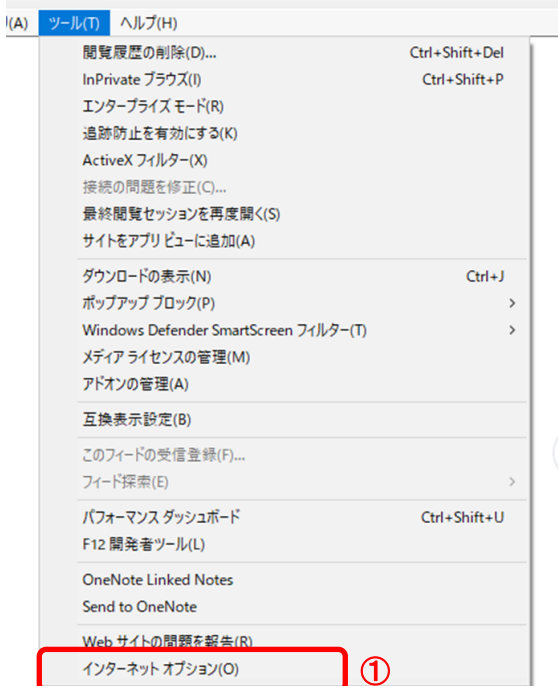 (A) ツール(T) ヘルプ(H)
閲覧履歴の削除(D)... Ctrl+Shift+Del
InPrivate ブラウズ(I) Ctrl+Shift+P
エンタープライズ モード(R)
追跡防止を有効にする(K)
ActiveX フィルター(X)
接続の問題を修正(C)...
最終閲覧セッションを再度開く(S)
サイトをアプリ ビューに追加(A)
ダウンロードの表示(N) Ctrl+J
ポップアップ ブロック(P)
Windows Defender SmartScreen フィルター(T)
メディア ライセンスの管理(M)
アドオンの管理(A)
互換表示設定(B)
このフィードの受信登録(F)...
フィード探索(E)
パフォーマンス ダッシュボード Ctrl+Shift+U
F12 開発者ツール(L)
OneNote Linked Notes
Send to OneNote
Web サイトの問題を報告(R)
インターネット オプション(O) ①